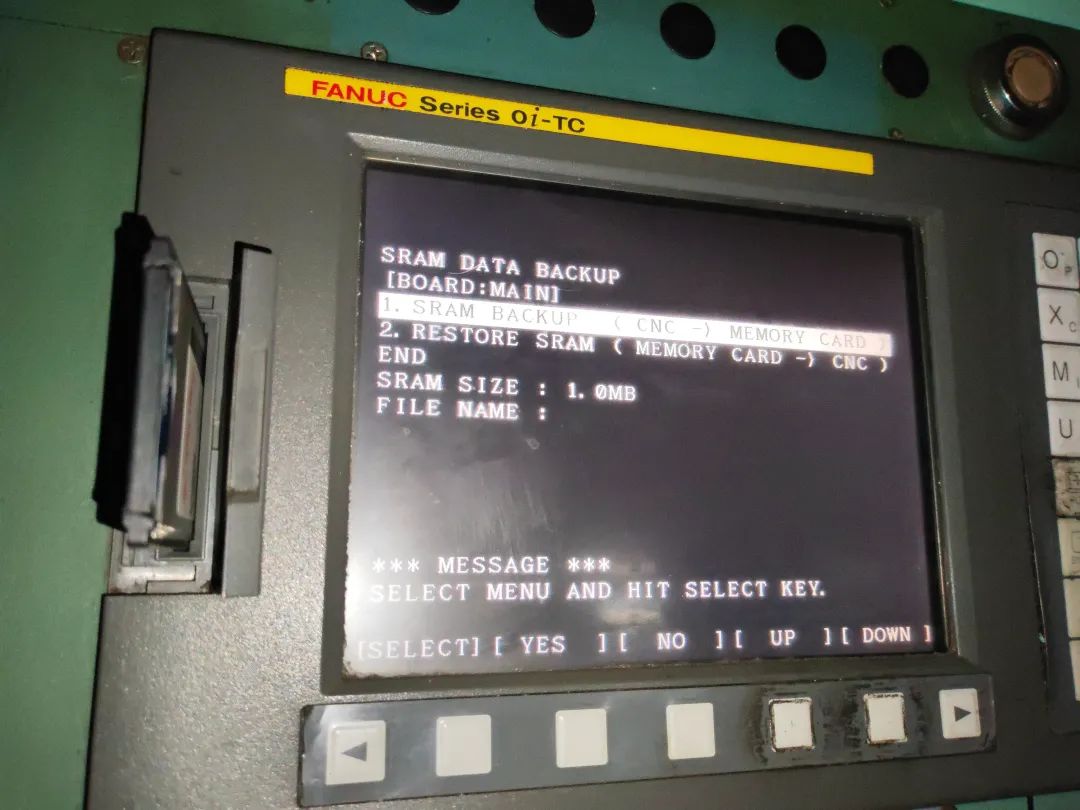 FANUC Series 0i-TC
SRAM DATA BACKUP
[BOARD:MAIN]
1. SRAM BACKUP ( CNC -) MEMORY CARD )
2. RESTORE SRAM ( MEMORY CARD -) CNC )
END
SRAM SIZE : 1.0MB
FILE NAME :
*** MESSAGE ***
SELECT MENU AND HIT SELECT KEY.
[SELECT] [ YES ] [ NO ] [ UP ] [ DOWN ]
O P
X C
M
U